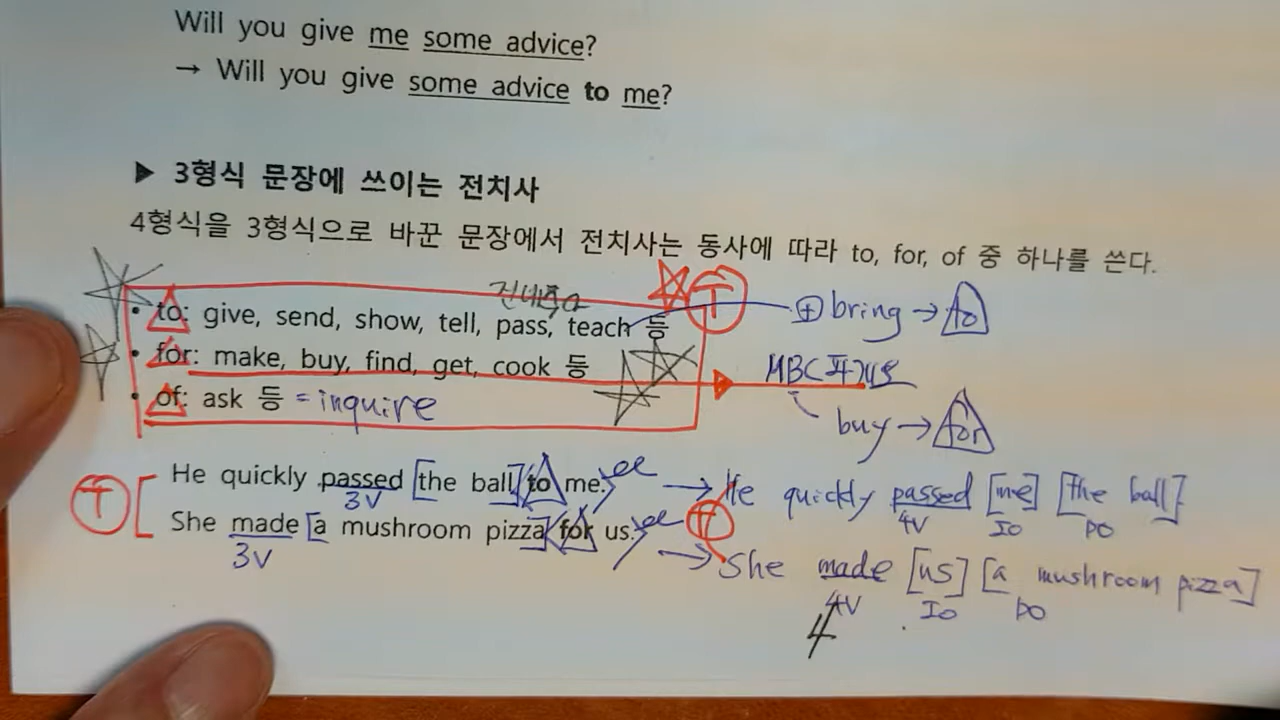 Will you give me some advice?
→ Will you give some advice to me?
▶ 3형식 문장에 쓰이는 전치사
4형식을 3형식으로 바꾼 문장에서 전치사는 동사에 따라 to, for, of 중 하나를 쓴다.
• to: give, send, show, tell, pass, teach 등
T
+ bring → to
• for: make, buy, find, get, cook 등
MBC
• of: ask 등 = inquire
buy → for
T
He quickly passed [the ball] to me.
3V
→ He quickly passed [me] [the ball]
4V IO DO
She made [a mushroom pizza] for us.
3V
T
→ She made [us] [a mushroom pizza]
4V IO DO
4